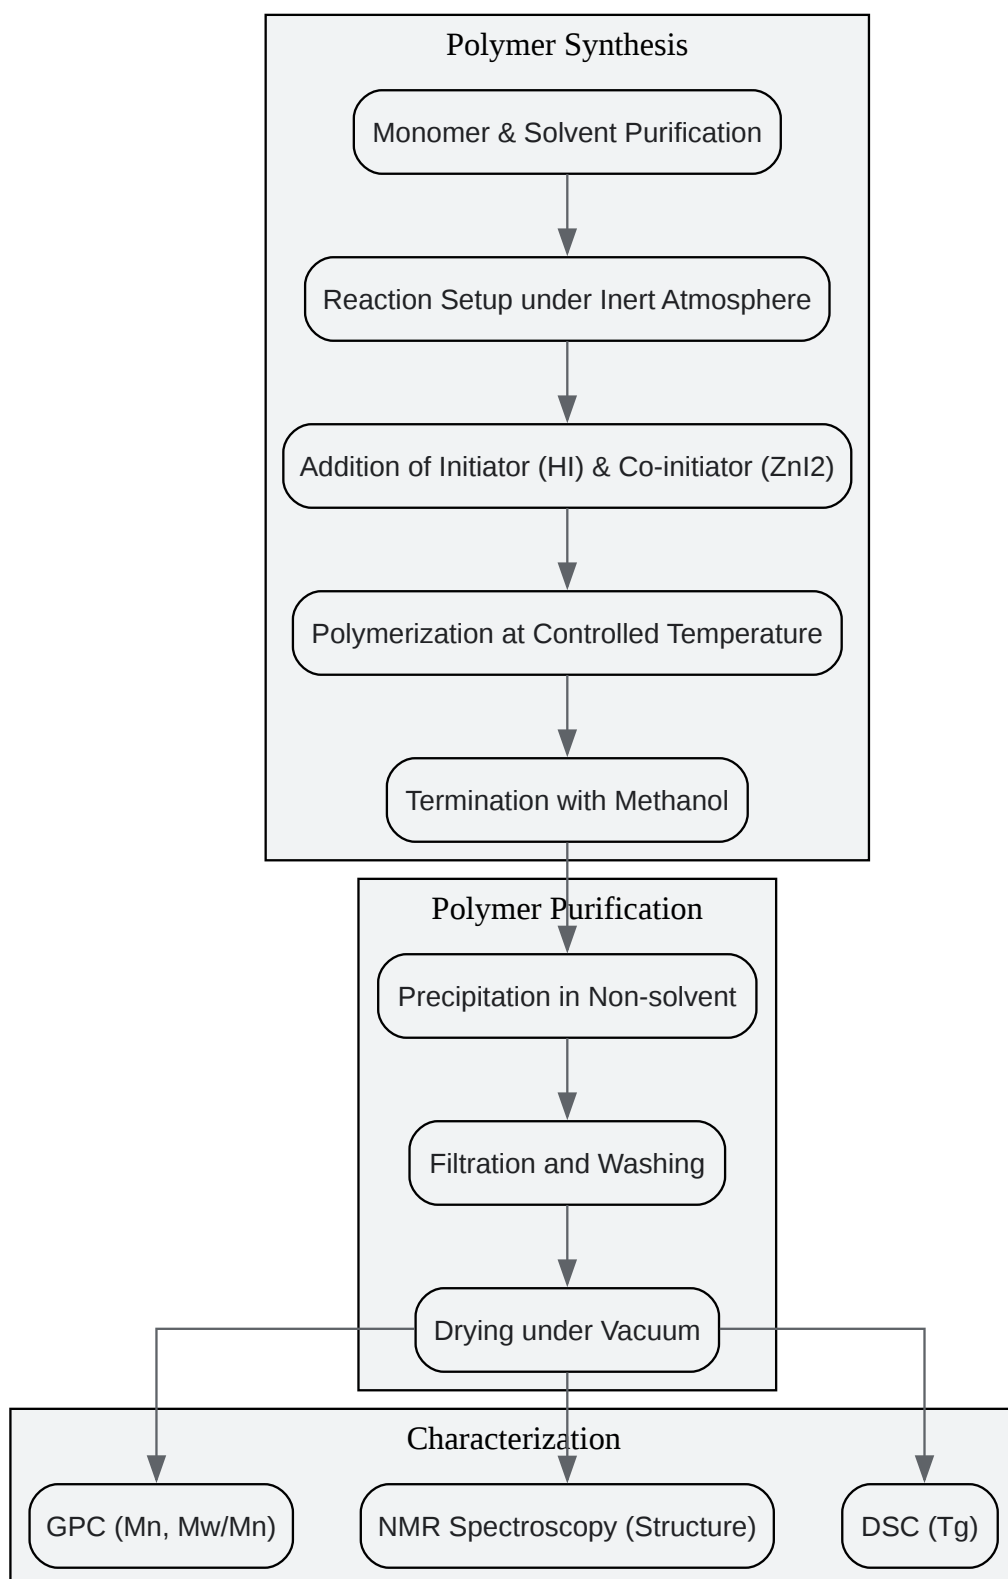 Polymer Synthesis
Monomer & Solvent Purification
Reaction Setup under Inert Atmosphere
Addition of Initiator (HI) & Co-initiator (ZnI2)
Polymerization at Controlled Temperature
Termination with Methanol
Polymer Purification
Precipitation in Non-solvent
Filtration and Washing
Drying under Vacuum
Characterization
GPC (Mn, Mw/Mn)
NMR Spectroscopy (Structure)
DSC (Tg)